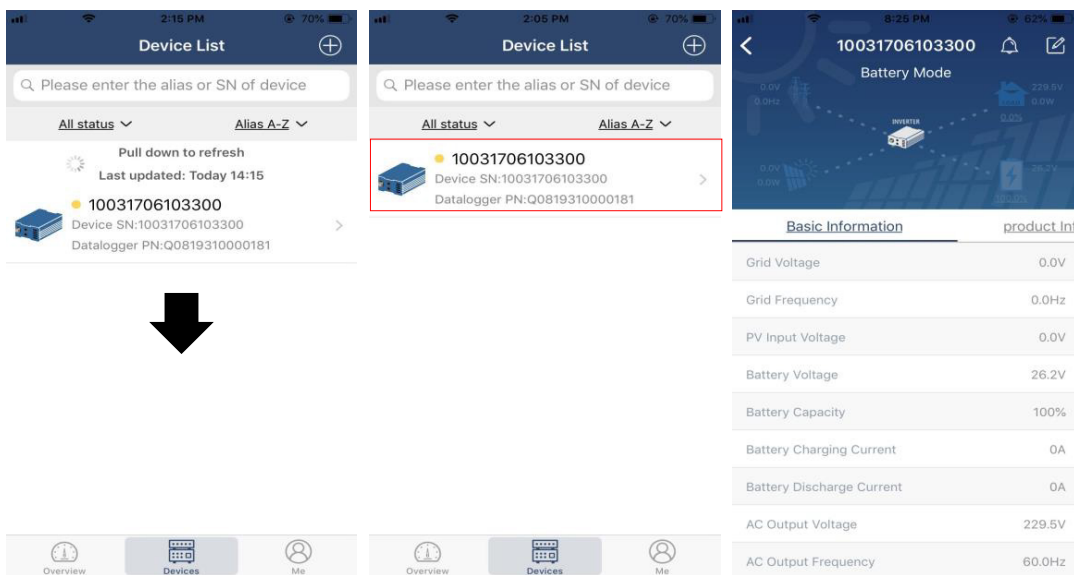 2:15 PM
70%
Device List
Please enter the alias or SN of device
All status
Alias A-Z
Pull down to refresh
Last updated: Today 14:15
10031706103300
Device SN:10031706103300
Datalogger PN:Q0819310000181
Overview
Devices
Me
2:05 PM
70%
Device List
Please enter the alias or SN of device
All status
Alias A-Z
10031706103300
Device SN:10031706103300
Datalogger PN:Q0819310000181
Overview
Devices
Me
8:25 PM
62%
10031706103300
Battery Mode
0.0V
0.0Hz
229.5V
0.0W
0.0%
INVERTER
0.0V
0.0W
26.2V
100.0%
Basic Information
product Inf
Grid Voltage 0.0V
Grid Frequency 0.0Hz
PV Input Voltage 0.0V
Battery Voltage 26.2V
Battery Capacity 100%
Battery Charging Current 0A
Battery Discharge Current 0A
AC Output Voltage 229.5V
AC Output Frequency 60.0Hz